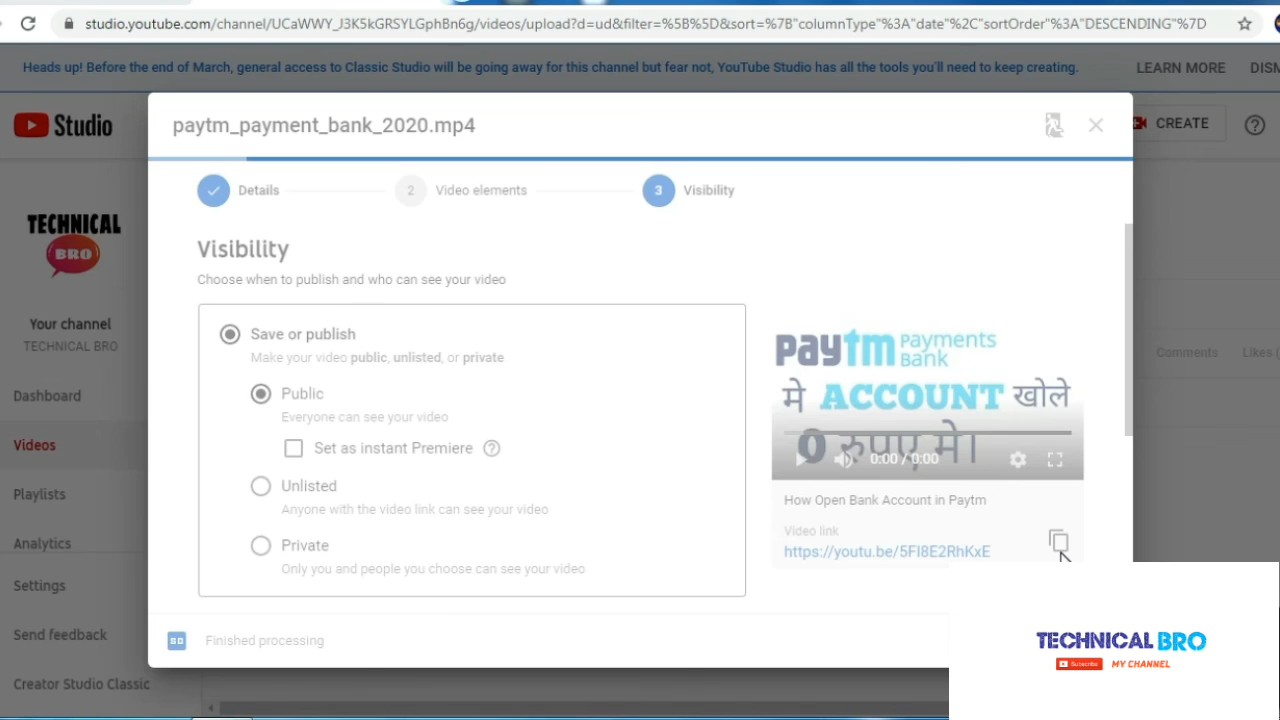 studio.youtube.com/channel/UCaWWY_J3K5kGRSYLGphBn6g/videos/upload?d=ud&filter=%5B%5D&sort=%7B"columnType"%3A"date"%2C"sortOrder"%3A"DESCENDING"%7D
Heads up! Before the end of March, general access to Classic Studio will be going away for this channel but fear not, YouTube Studio has all the tools you'll need to keep creating. LEARN MORE DISM
Studio
paytm_payment_bank_2020.mp4
CREATE
Details
2 Video elements
3 Visibility
TECHNICAL
BRO
Your channel
TECHNICAL BRO
Dashboard
Videos
Playlists
Analytics
Settings
Send feedback
Creator Studio Classic
Visibility
Choose when to publish and who can see your video
Save or publish
Make your video public, unlisted, or private
Public
Everyone can see your video
Set as instant Premiere
Unlisted
Anyone with the video link can see your video
Private
Only you and people you choose can see your video
paytm Payments
Bank
मे ACCOUNT खोले
0 रुपए मे।
0:00 / 0:00
How Open Bank Account in Paytm
Video link
https://youtu.be/5FI8E2RhKxE
Comments Likes (
SD Finished processing
TECHNICAL BRO
Subscribe MY CHANNEL